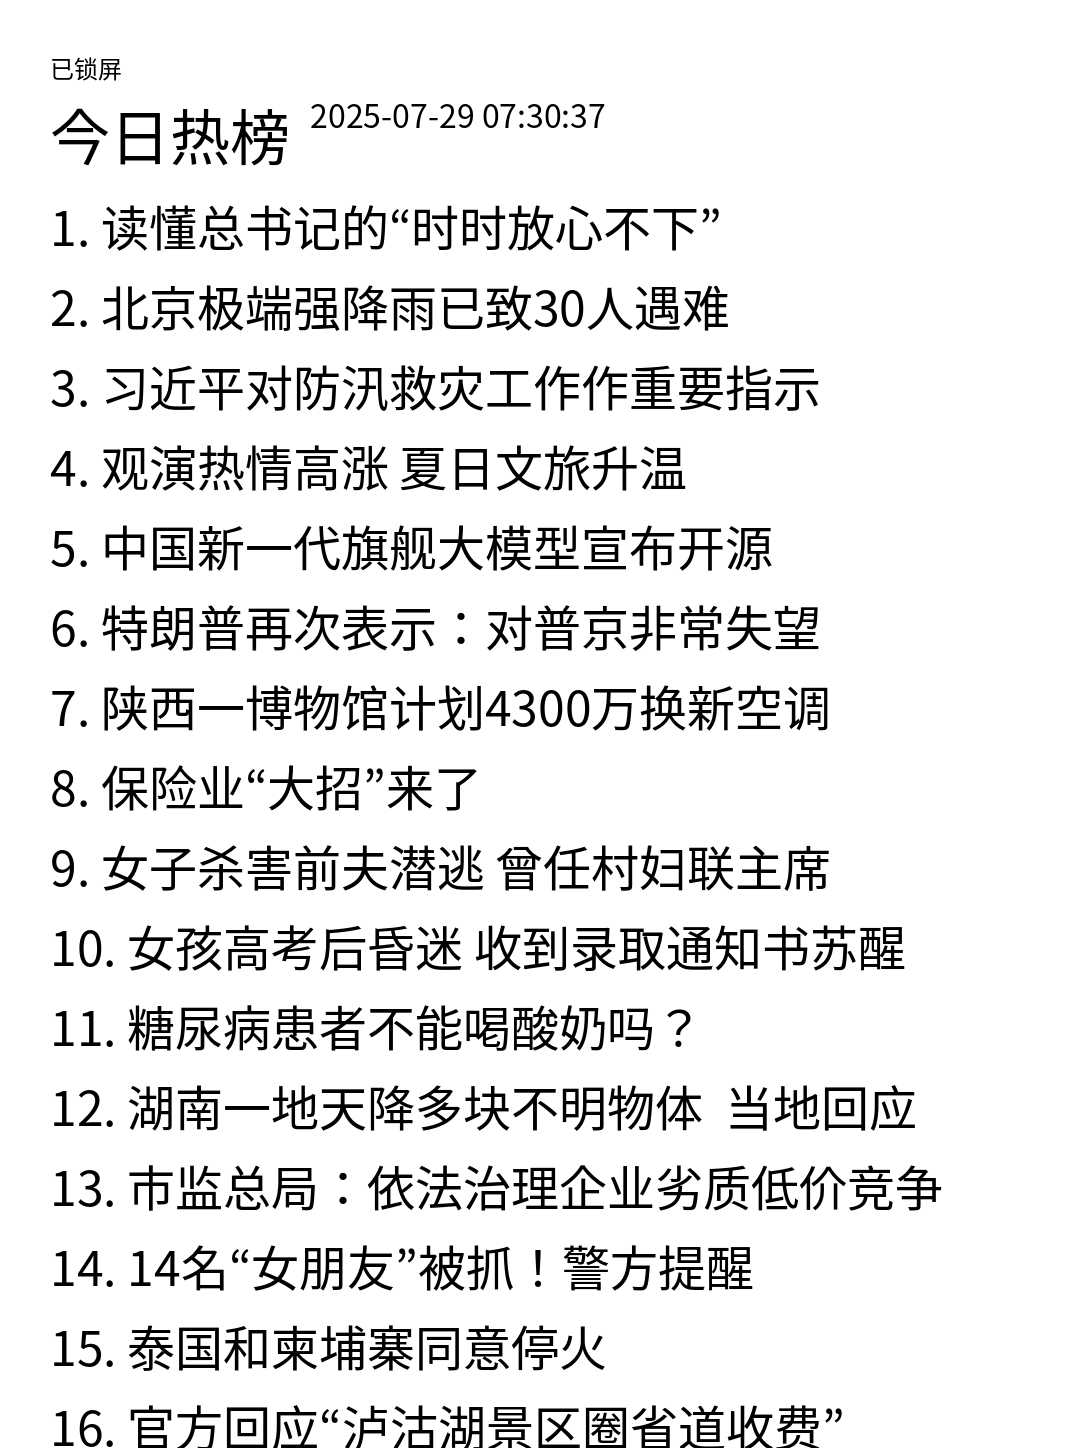 已锁屏
今日热榜 2025-07-29 07:30:37
1. 读懂总书记的“时时放心不下”
2. 北京极端强降雨已致30人遇难
3. 习近平对防汛救灾工作作重要指示
4. 观演热情高涨 夏日文旅升温
5. 中国新一代旗舰大模型宣布开源
6. 特朗普再次表示：对普京非常失望
7. 陕西一博物馆计划4300万换新空调
8. 保险业“大招”来了
9. 女子杀害前夫潜逃 曾任村妇联主席
10. 女孩高考后昏迷 收到录取通知书苏醒
11. 糖尿病患者不能喝酸奶吗？
12. 湖南一地天降多块不明物体  当地回应
13. 市监总局：依法治理企业劣质低价竞争
14. 14名“女朋友”被抓！警方提醒
15. 泰国和柬埔寨同意停火
16. 官方回应“泸沽湖景区圈省道收费”